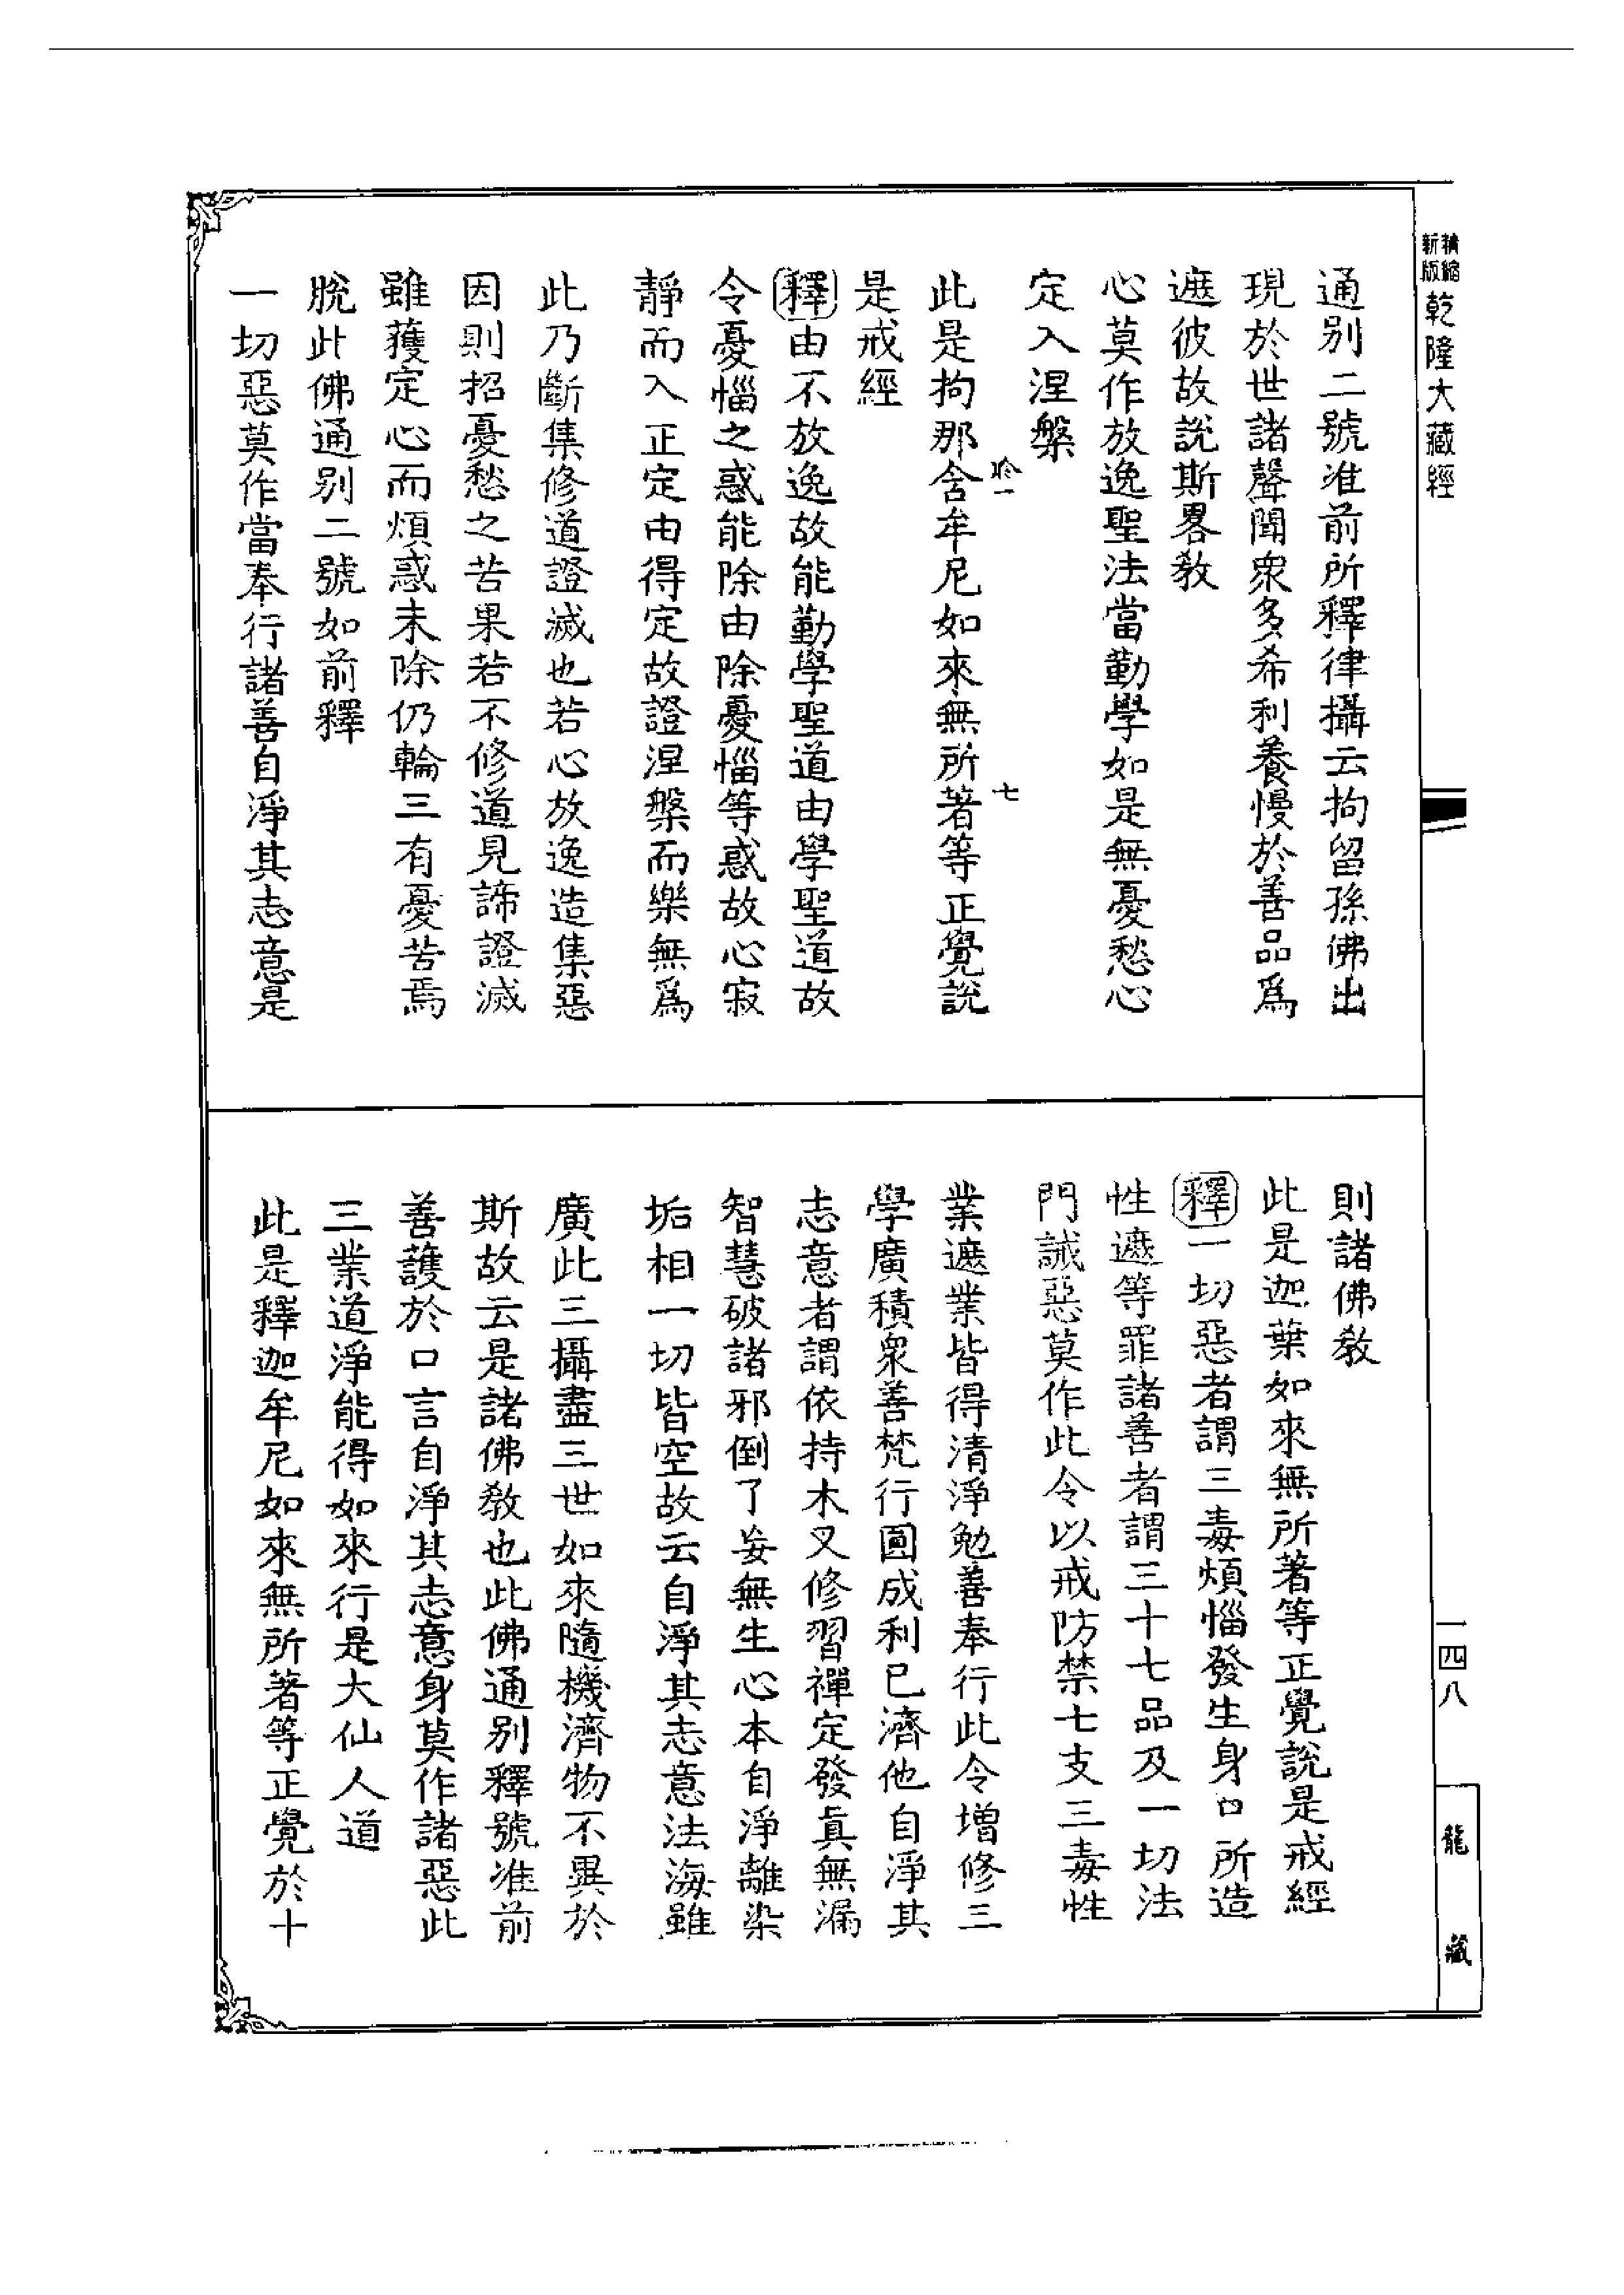 精縮
新版
乾隆大藏經
通別二號准前所釋律攝云拘留孫佛出
現於世諸聲聞衆多希利養慢於善品爲
遮彼故說斯畧教
心莫作放逸聖法當勤學如是無憂愁心
定入涅槃
此是拘那含牟尼如來無所著等正覺說
是戒經
釋由不放逸故能勤學聖道由學聖道故
令憂惱之惑能除由除憂惱等惑故心寂
靜而入正定由得定故證涅槃而樂無爲
此乃斷集修道證滅也若心放逸造集惡
因則招憂愁之苦果若不修道見諦證滅
雖獲定心而煩惑未除仍輪三有憂苦焉
脫此佛通別二號如前釋
一切惡莫作當奉行諸善自淨其志意是
七
則諸佛教
此是迦葉如來無所著等正覺說是戒經
釋一切惡者謂三毒煩惱發生身口所造
性遮等罪諸善者謂三十七品及一切法
門誡惡莫作此令以戒防禁七支三毒性
業遮業皆得清淨勉善奉行此令增修三
學廣積衆善梵行圓成利已濟他自淨其
志意者謂依持木叉修習禪定發真無漏
智慧破諸邪倒了妄無生心本自淨離染
垢相一切皆空故云自淨其志意法海雖
廣此三攝盡三世如來隨機濟物不異於
斯故云是諸佛教也此佛通別釋號准前
善護於口言自淨其志意身莫作諸惡此
三業道淨能得如來行是大仙人道
此是釋迦牟尼如來無所著等正覺於十
一四八
龍藏